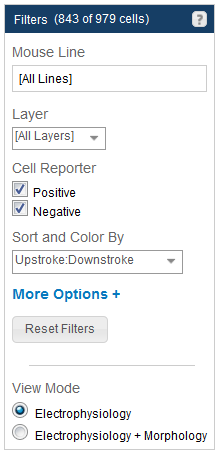 Filters (843 of 979 cells) ?
Mouse Line
[All Lines]
Layer
[All Layers]
Cell Reporter
Positive
Negative
Sort and Color By
Upstroke:Downstroke
More Options +
Reset Filters
View Mode
Electrophysiology
Electrophysiology + Morphology